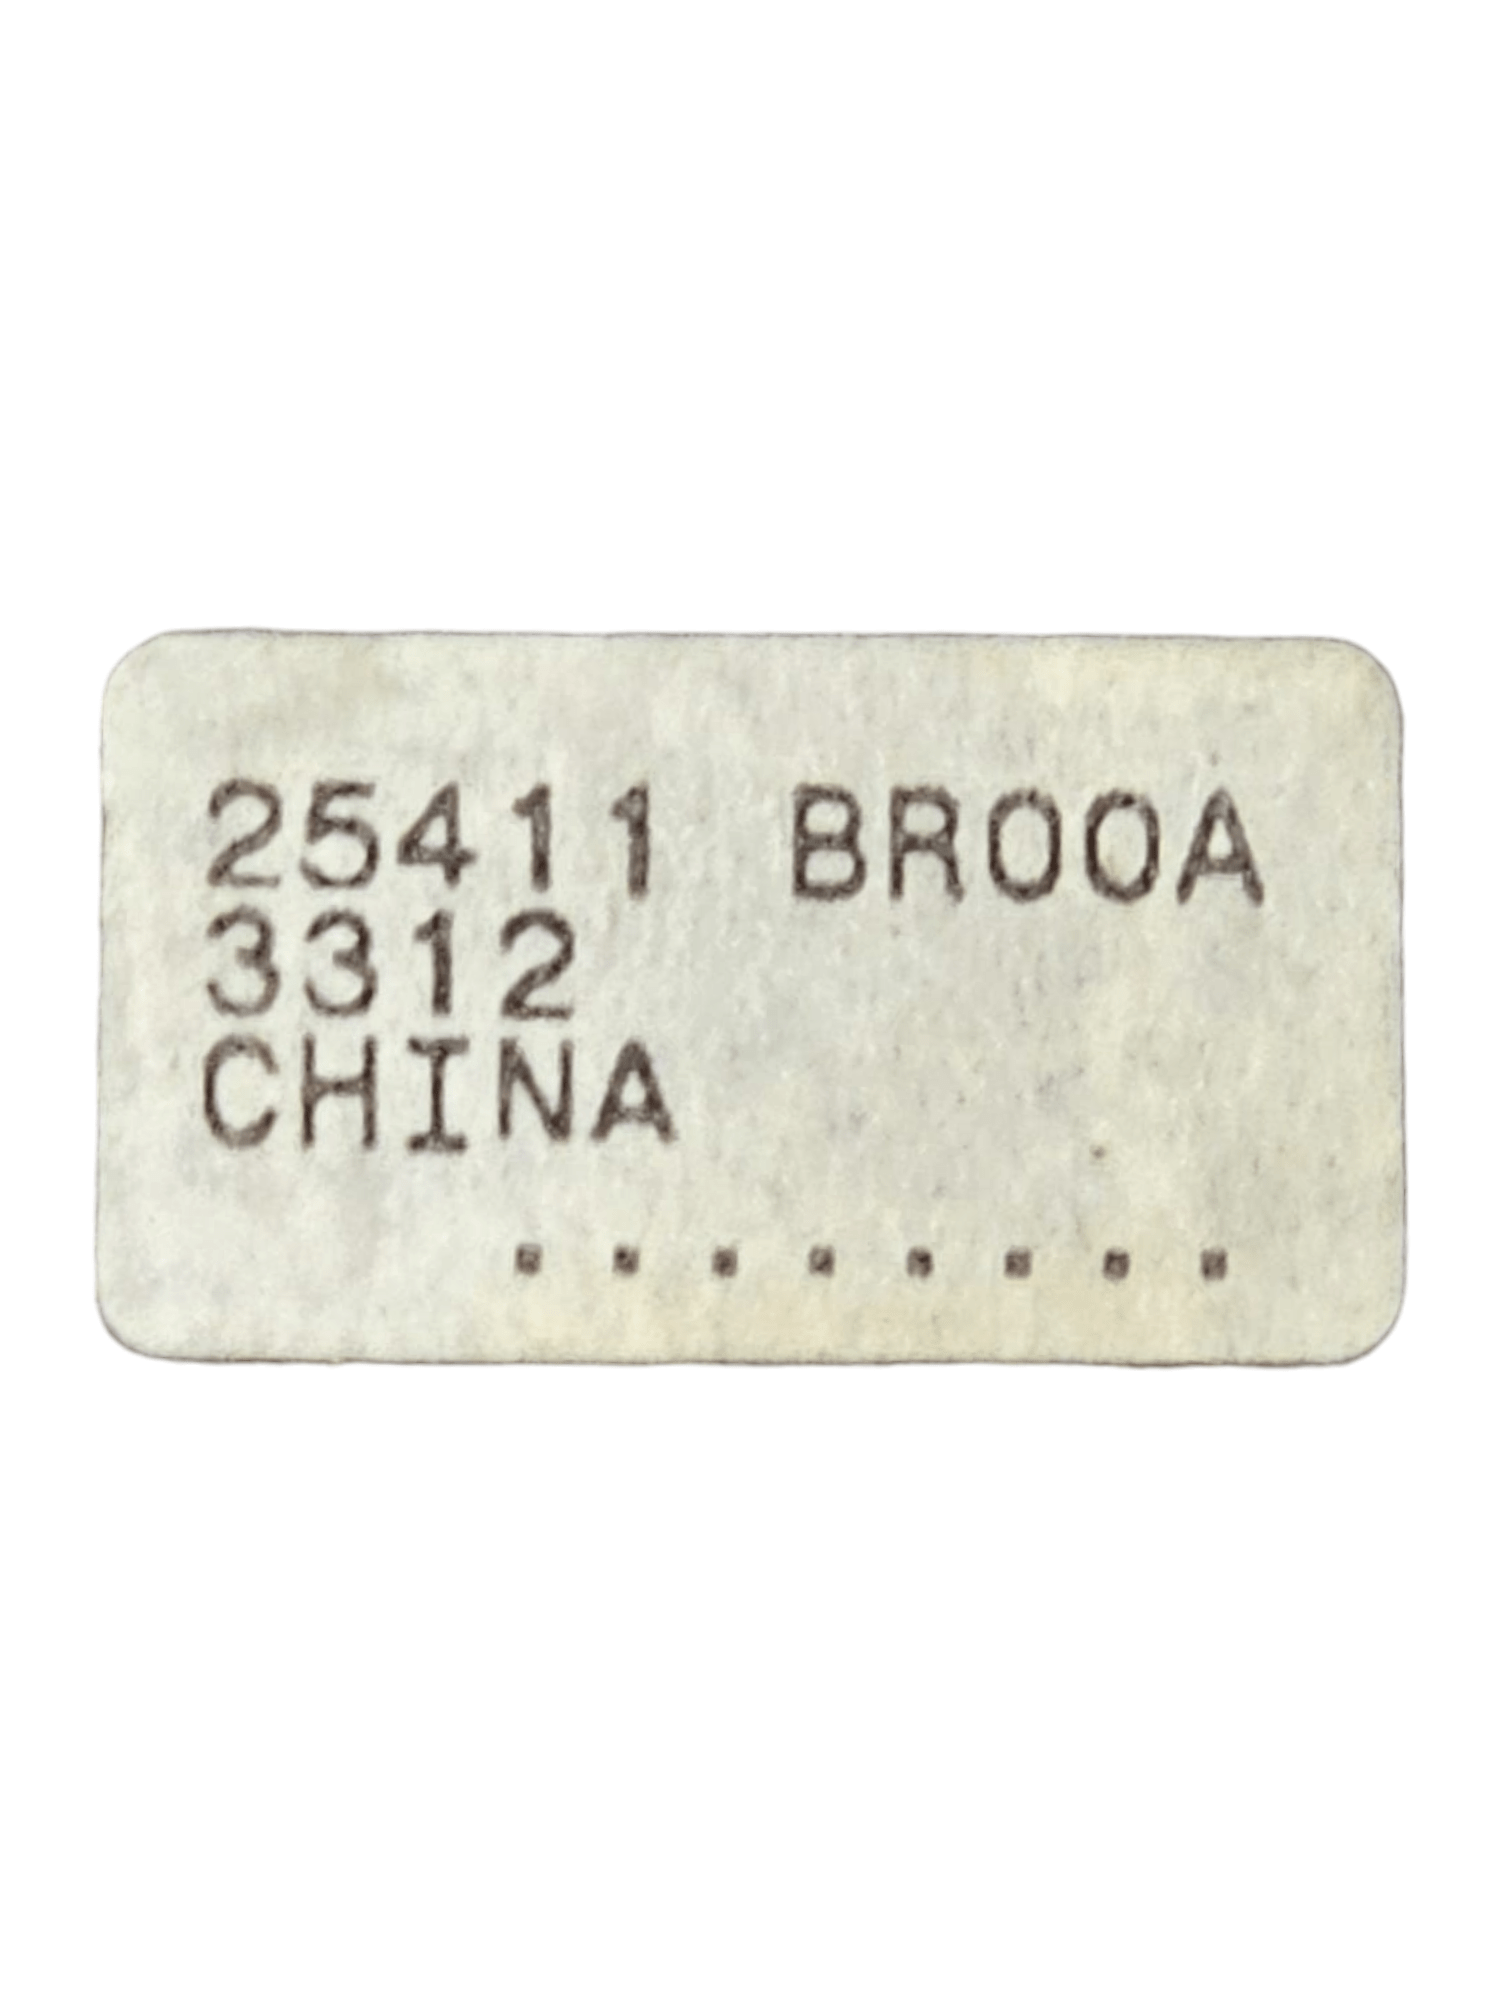 25411 BR00A
3312
CHINA
........